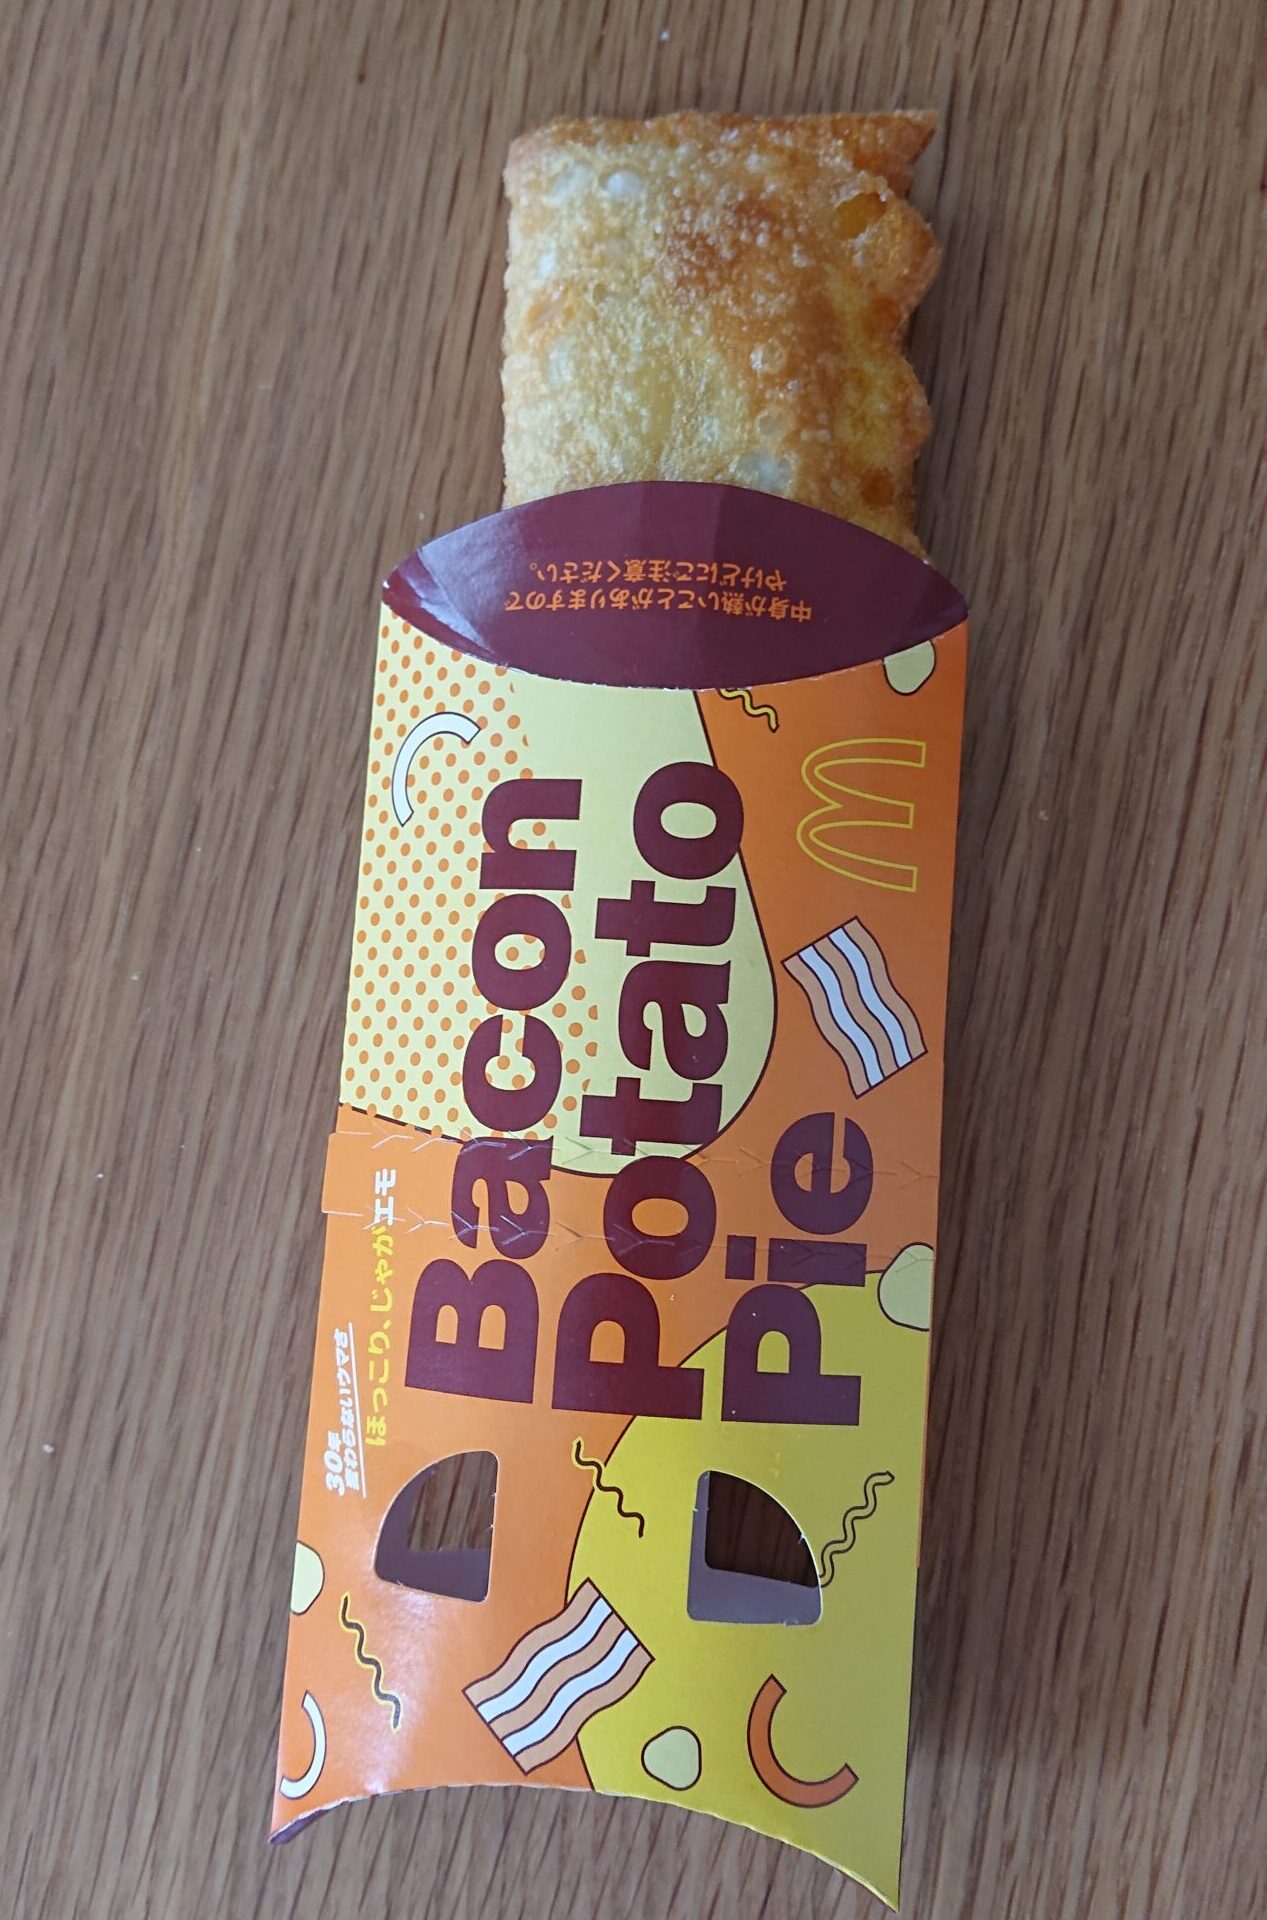 中身が熱いことがありますので
やけどにご注意ください。
30年
変わらないウマさ
ほっこり、じゃがエモ
Bacon
Potato
Pie